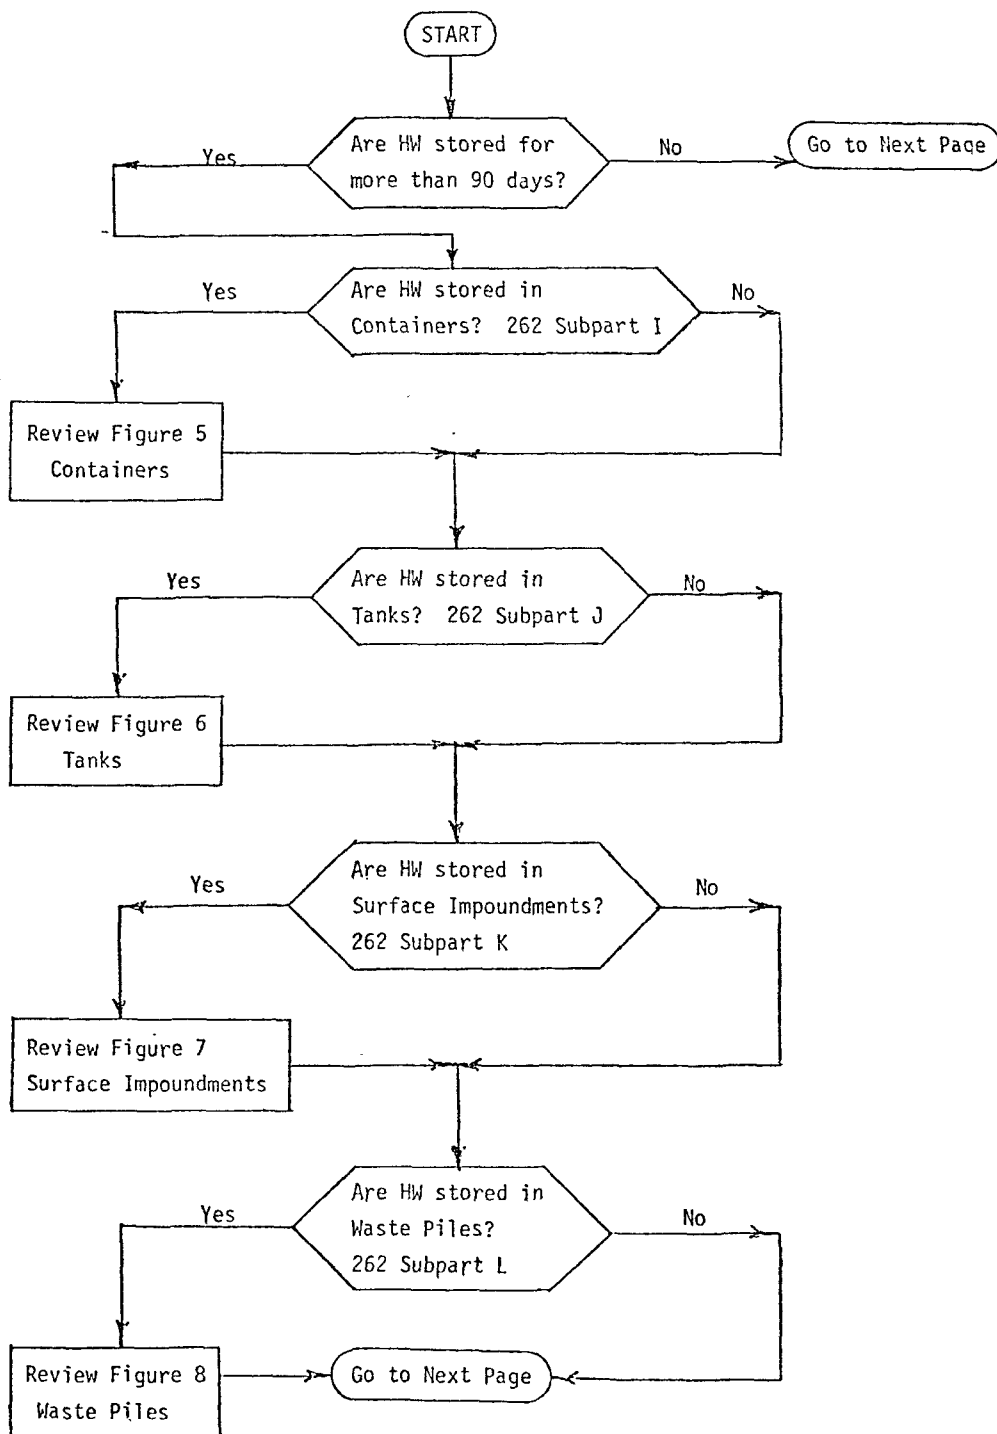 START
Are HW stored for
more than 90 days?
Yes
No
Go to Next Page
Are HW stored in
Containers? 262 Subpart I
Yes
No
Review Figure 5
Containers
Are HW stored in
Tanks? 262 Subpart J
Yes
No
Review Figure 6
Tanks
Are HW stored in
Surface Impoundments?
262 Subpart K
Yes
No
Review Figure 7
Surface Impoundments
Are HW stored in
Waste Piles?
262 Subpart L
Yes
No
Review Figure 8
Waste Piles
Go to Next Page